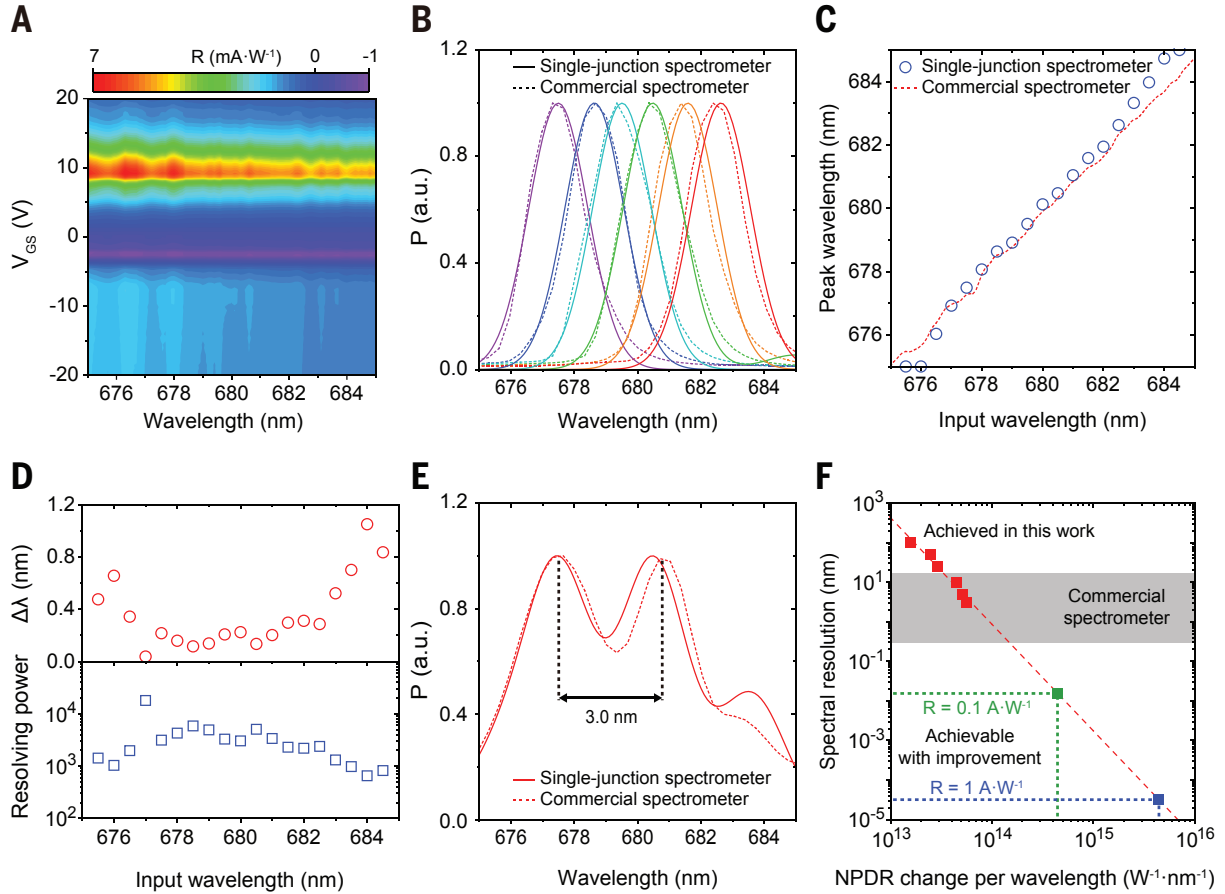 A
7 R (mA·W⁻¹) 0 -1
20
10
0
-10
-20
V_GS (V)
676 678 680 682 684
Wavelength (nm)
B
1.2
0.8
0.4
0.0
P (a.u.)
Single-junction spectrometer
Commercial spectrometer
676 678 680 682 684
Wavelength (nm)
C
684
682
680
678
676
Peak wavelength (nm)
Single-junction spectrometer
Commercial spectrometer
676 678 680 682 684
Input wavelength (nm)
D
1.2
0.8
0.4
0.0
Δλ (nm)
10⁴
10³
10²
Resolving power
676 678 680 682 684
Input wavelength (nm)
E
1.2
0.8
0.4
0.0
P (a.u.)
3.0 nm
Single-junction spectrometer
Commercial spectrometer
676 678 680 682 684
Wavelength (nm)
F
10³
10¹
10⁻¹
10⁻²
10⁻⁴
10⁻⁵
Spectral resolution (nm)
Achieved in this work
Commercial
spectrometer
R = 0.1 A·W⁻¹
Achievable
with improvement
R = 1 A·W⁻¹
10¹³ 10¹⁴ 10¹⁵ 10¹⁶
NPDR change per wavelength (W⁻¹·nm⁻¹)